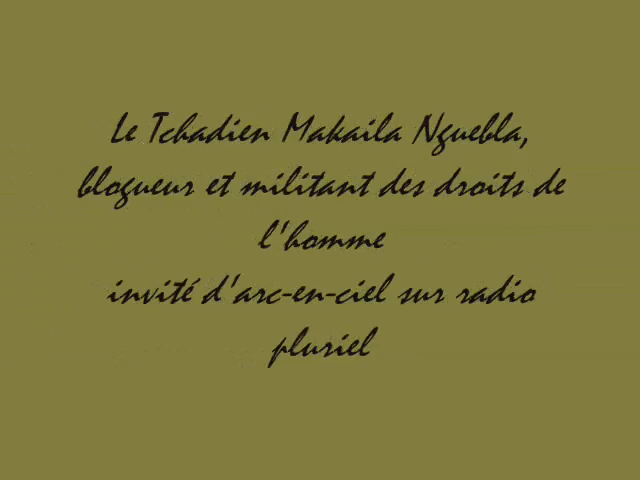 Le Tchadien Makaila Nguebla,
blogueur et militant des droits de
l'homme
invité d'arc-en-ciel sur radio
pluriel